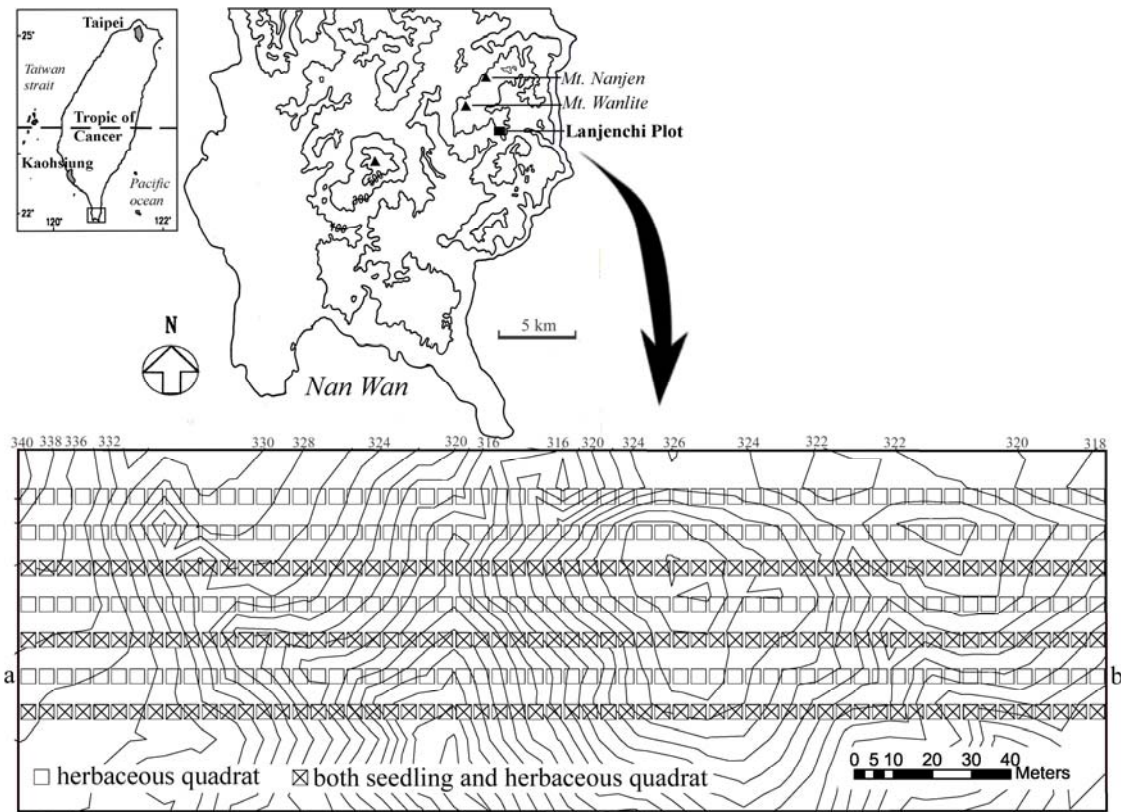 Taipei
25'
Taiwan
strait
Tropic of
Cancer
Kaohsiung
Pacific
ocean
22'
120'
122'
Mt. Nanjen
Mt. Wanlite
Lanjenchi Plot
300
100
5 km
N
Nan Wan
340 338 336 332 330 328 324 320 316 316 320 324 326 324 322 322 320 318
a
b
herbaceous quadrat
both seedling and herbaceous quadrat
0 5 10 20 30 40
Meters